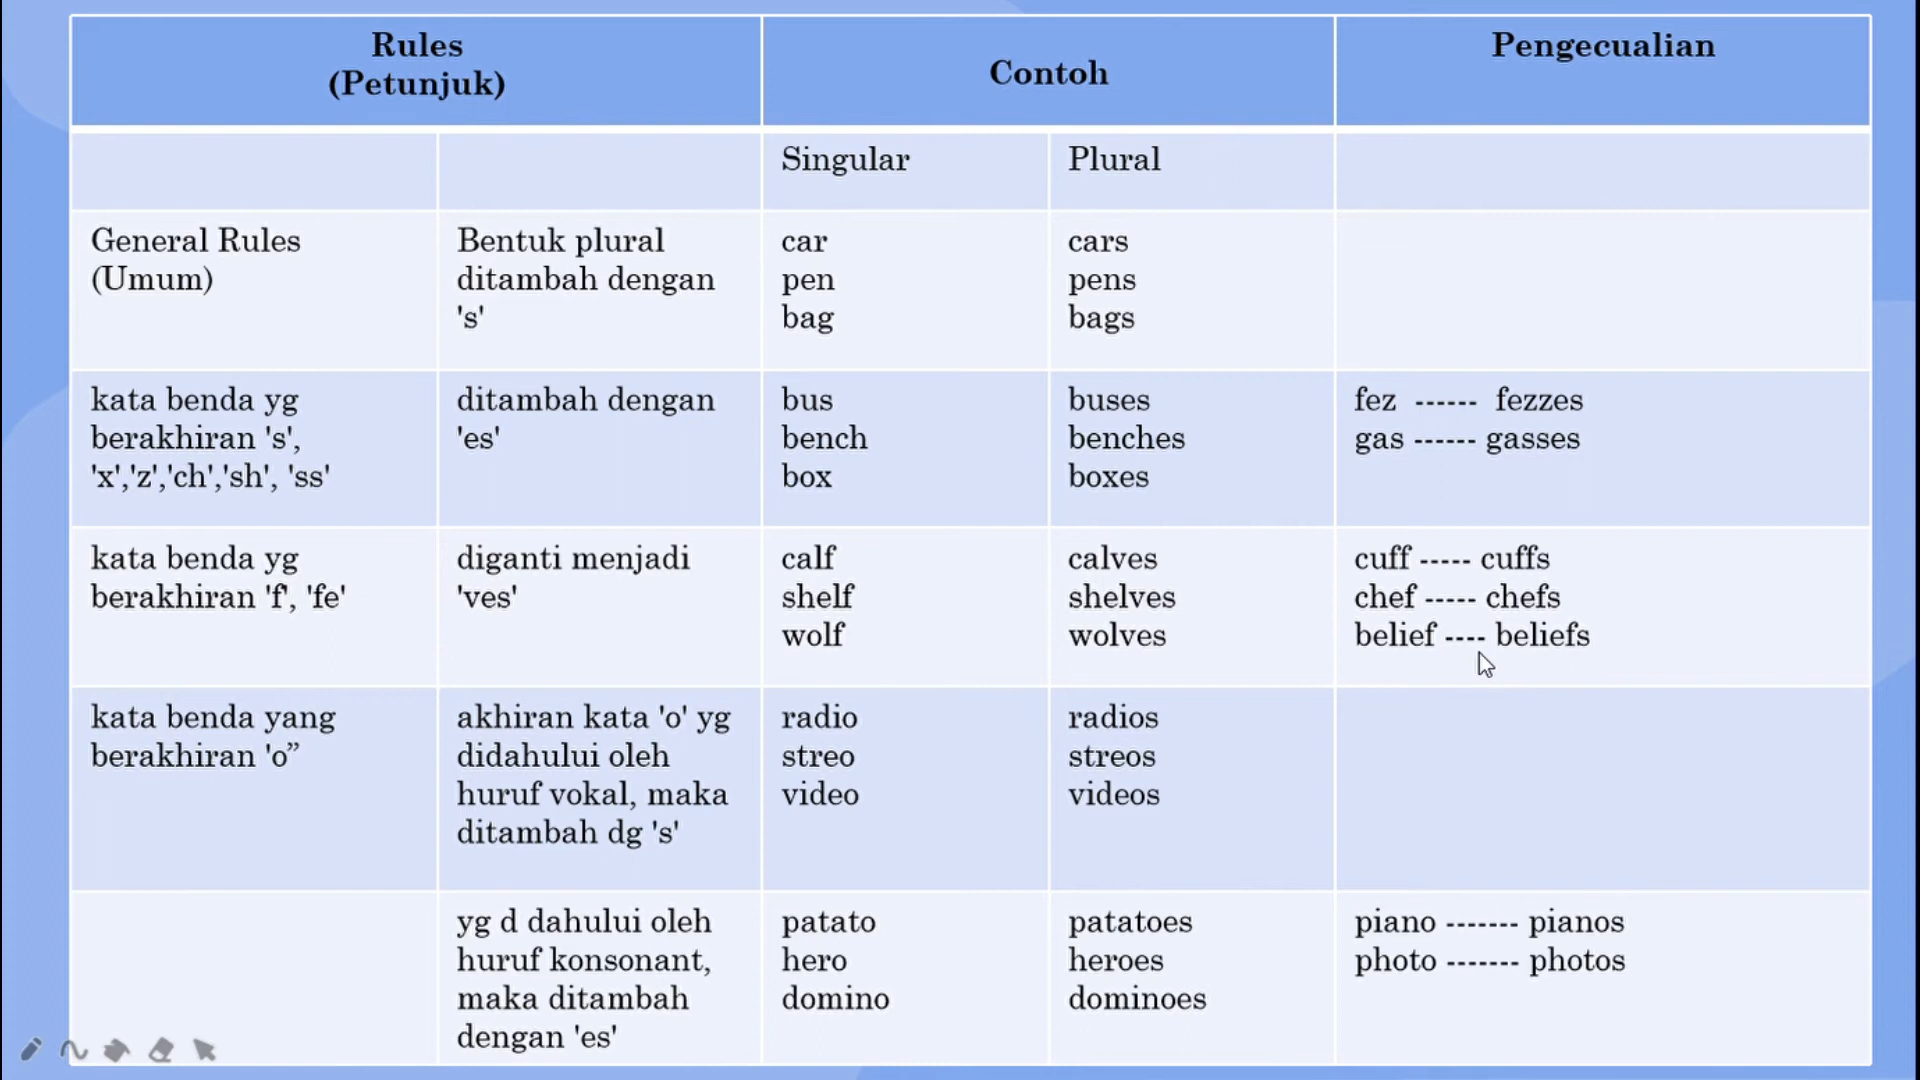 Rules
(Petunjuk)
Contoh
Pengecualian
Singular
Plural
General Rules
(Umum)
Bentuk plural
ditambah dengan
's'
car
pen
bag
cars
pens
bags
kata benda yg
berakhiran 's',
'x','z','ch','sh', 'ss'
ditambah dengan
'es'
bus
bench
box
buses
benches
boxes
fez ------ fezzes
gas ------ gasses
kata benda yg
berakhiran 'f', 'fe'
diganti menjadi
'ves'
calf
shelf
wolf
calves
shelves
wolves
cuff ----- cuffs
chef ----- chefs
belief ---- beliefs
kata benda yang
berakhiran 'o”
akhiran kata 'o' yg
didahului oleh
huruf vokal, maka
ditambah dg 's'
radio
streo
video
radios
streos
videos
yg d dahului oleh
huruf konsonant,
maka ditambah
dengan 'es'
patato
hero
domino
patatoes
heroes
dominoes
piano ------- pianos
photo ------- photos